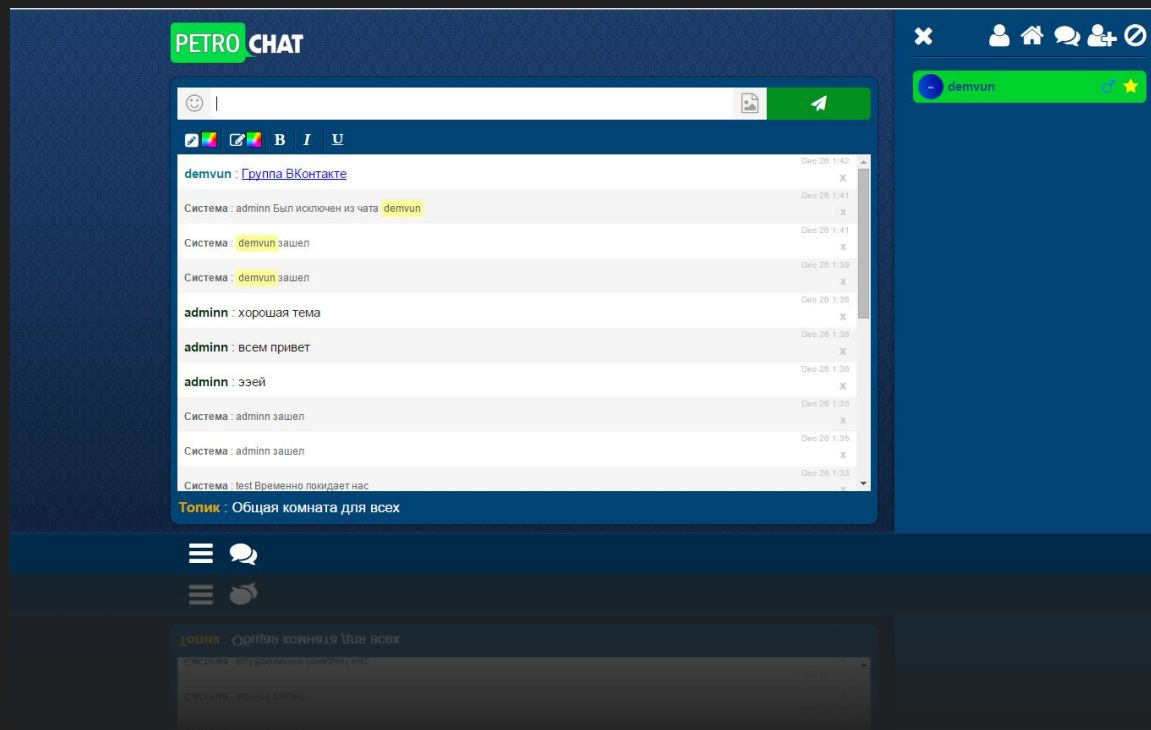 PETRO CHAT
demvun
B I U
demvun : Группа ВКонтакте
Dec 26 1:42
x
Система : adminn Был исключен из чата demvun
Dec 26 1:41
x
Система : demvun зашел
Dec 26 1:41
x
Система : demvun зашел
Dec 26 1:39
x
adminn : хорошая тема
Dec 26 1:36
x
adminn : всем привет
Dec 26 1:36
x
adminn : ээей
Dec 26 1:36
x
Система : adminn зашел
Dec 26 1:35
x
Система : adminn зашел
Dec 26 1:35
x
Система : test Временно покидает нас
Dec 26 1:33
x
Топик : Общая комната для всех